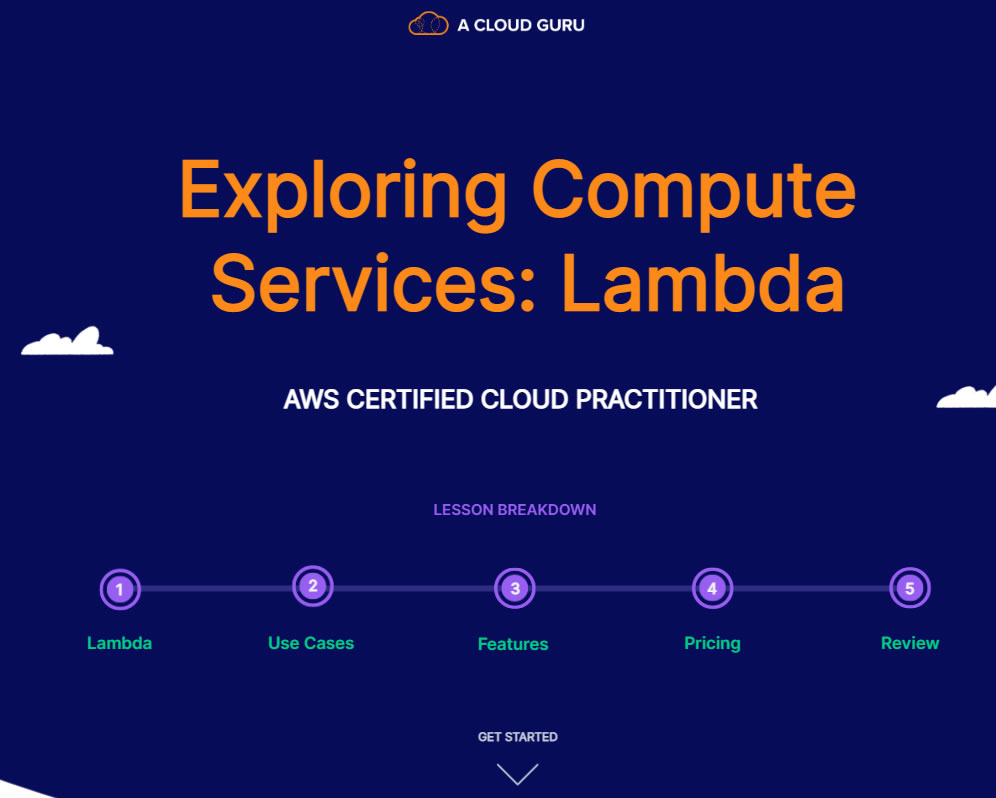 A CLOUD GURU
Exploring Compute
Services: Lambda
AWS CERTIFIED CLOUD PRACTITIONER
LESSON BREAKDOWN
1 2 3 4 5
Lambda Use Cases Features Pricing Review
GET STARTED